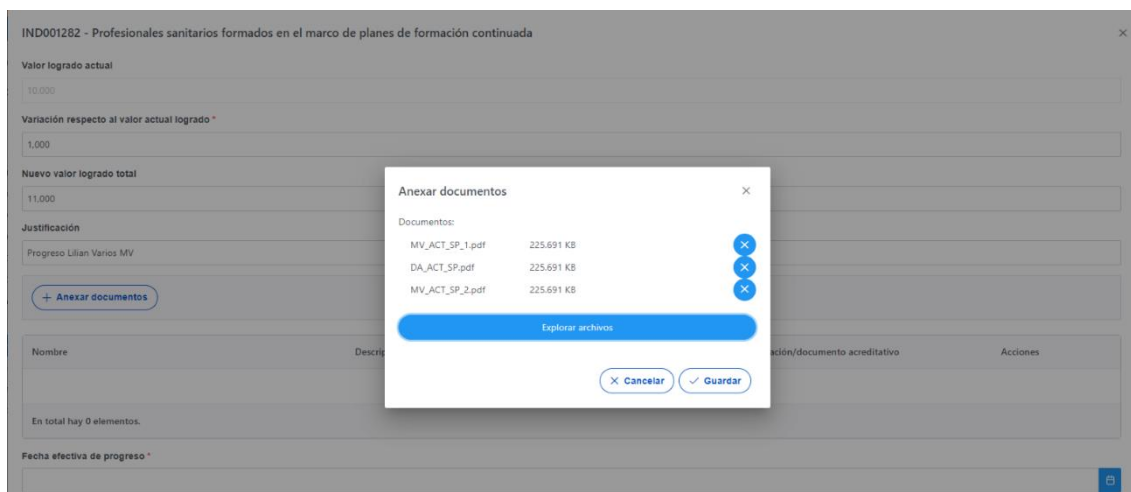 IND001282 - Profesionales sanitarios formados en el marco de planes de formación continuada
Valor logrado actual
10.000
Variación respecto al valor actual logrado *
1.000
Nuevo valor logrado total
11.000
Justificación
Progreso Lilian Varios MV
+ Anexar documentos
Nombre Descrip ación/documento acreditativo Acciones
En total hay 0 elementos.
Fecha efectiva de progreso *
Anexar documentos
Documentos:
MV_ACT_SP_1.pdf 225.691 KB
DA_ACT_SP.pdf 225.691 KB
MV_ACT_SP_2.pdf 225.691 KB
Explorar archivos
Cancelar Guardar